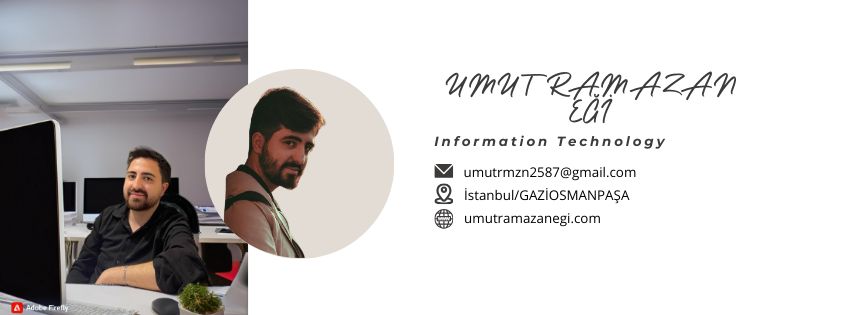 UMUT RAMAZAN
EĞİ
Information Technology
umutrmzn2587@gmail.com
İstanbul/GAZİOSMANPAŞA
umutramazanegi.com
Adobe Firefly